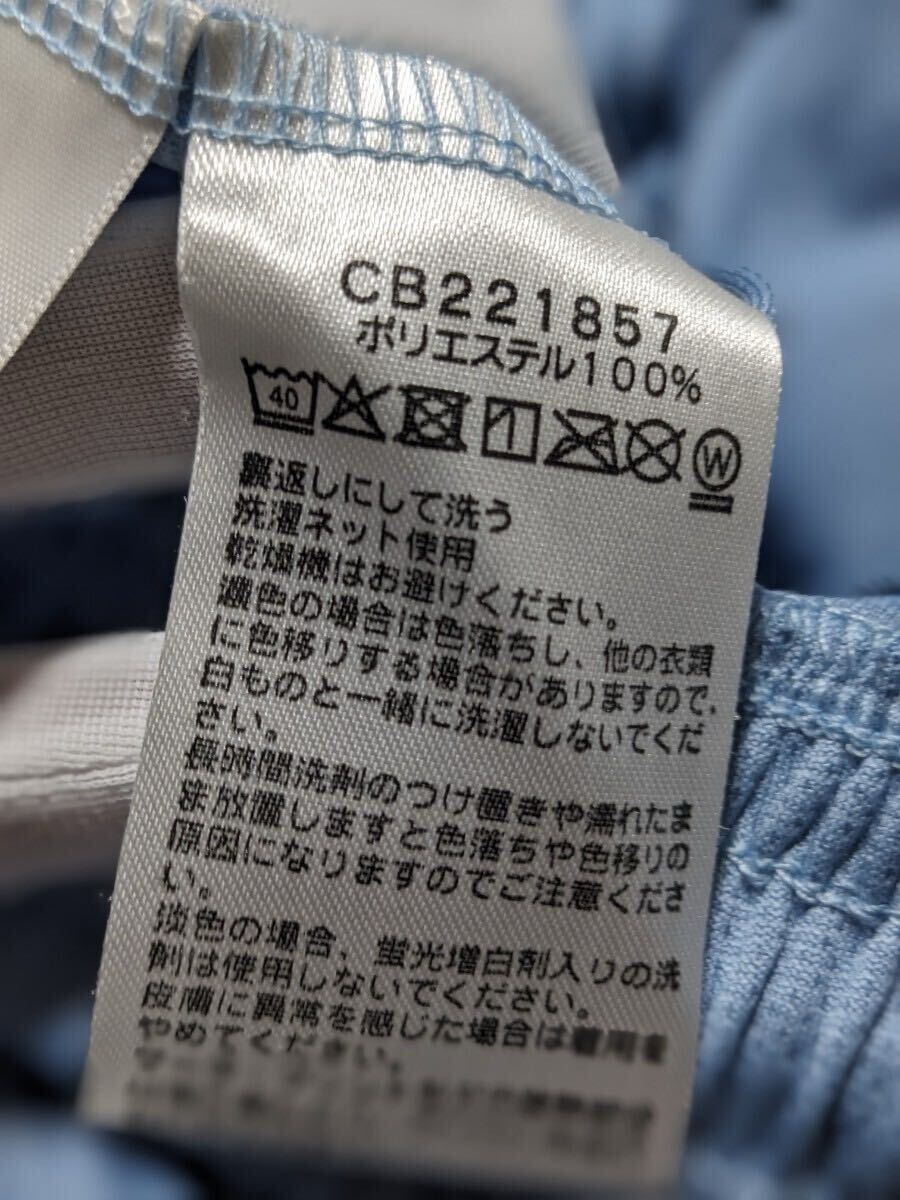 CB221857
ポリエステル100%
40
W
裏返しにして洗う
洗濯ネット使用
乾燥機はお避けください。
濃色の場合は色落ちし、他の衣類
に色移りする場合がありますので、
白ものと一緒に洗濯しないでくだ
さい。
長時間洗剤のつけ置きや濡れたま
ま放置しますと色落ちや色移りの
原因になりますのでご注意くださ
い。
淡色の場合、蛍光増白剤入りの洗
剤は使用しないでください。
皮膚に異常を感じた場合は着用を
やめてください。